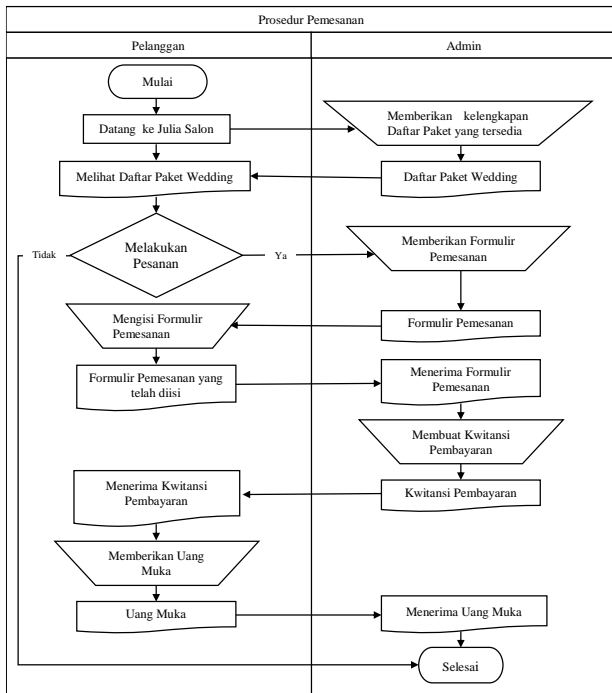 Prosedur Pemesanan
Pelanggan
Admin
Mulai
Datang ke Julia Salon
Memberikan kelengkapan
Daftar Paket yang tersedia
Melihat Daftar Paket Wedding
Daftar Paket Wedding
Melakukan
Pesanan
Tidak
Ya
Memberikan Formulir
Pemesanan
Mengisi Formulir
Pemesanan
Formulir Pemesanan
Formulir Pemesanan yang
telah diisi
Menerima Formulir
Pemesanan
Membuat Kwitansi
Pembayaran
Menerima Kwitansi
Pembayaran
Kwitansi Pembayaran
Memberikan Uang
Muka
Uang Muka
Menerima Uang Muka
Selesai